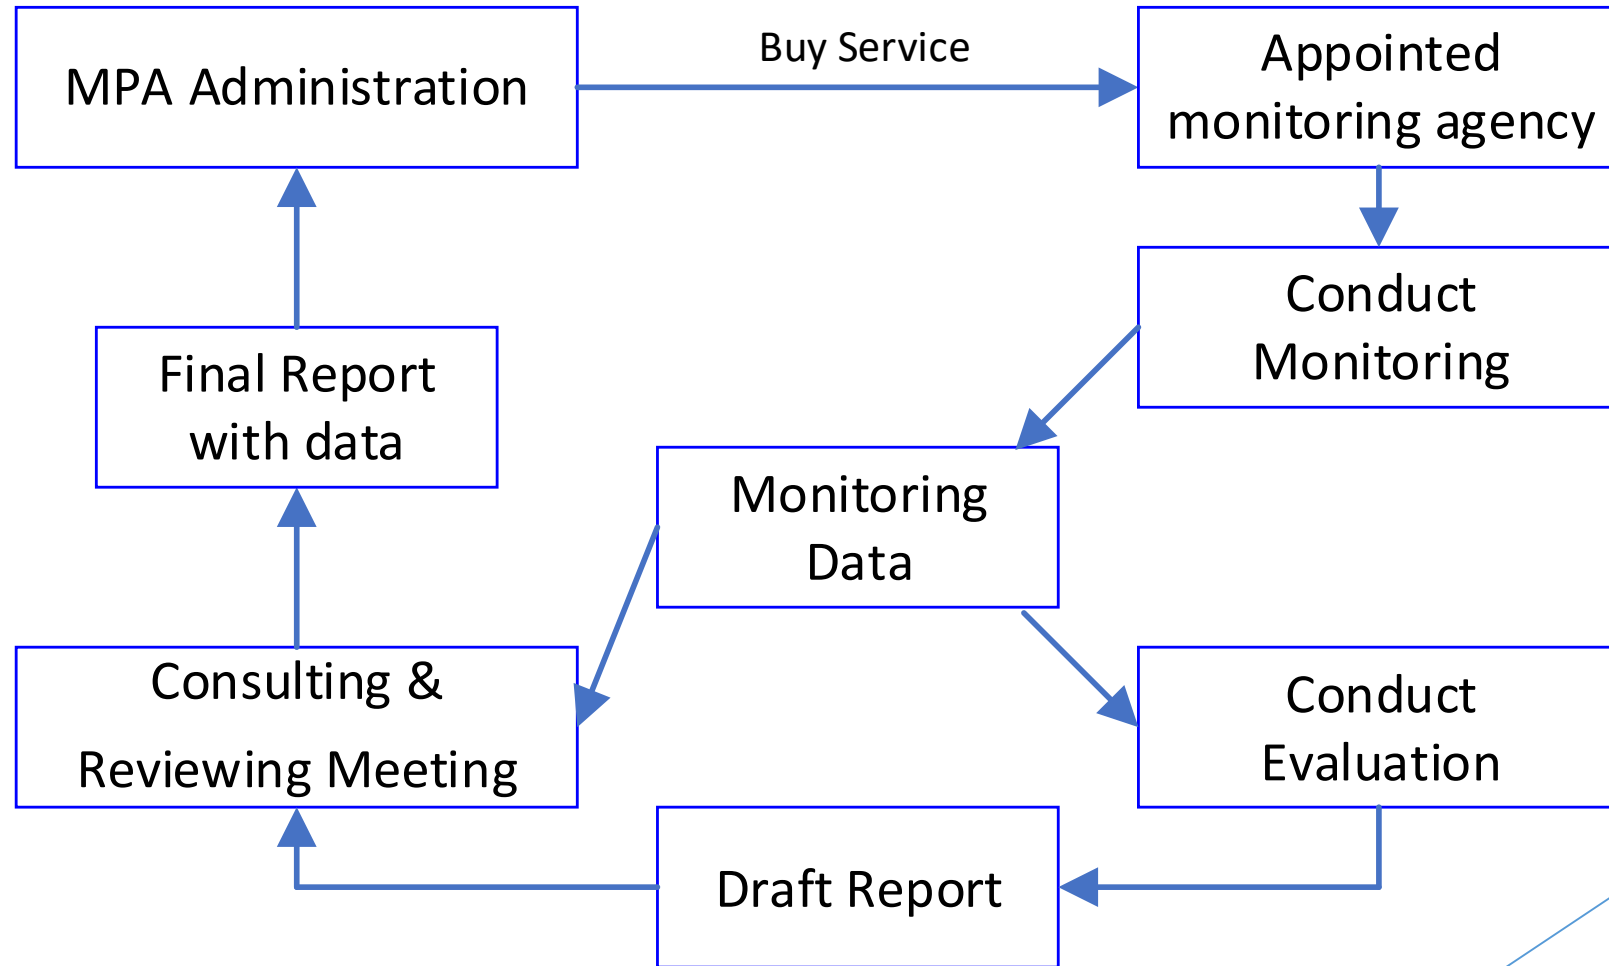 MPA Administration
Buy Service
Appointed
monitoring agency
Conduct
Monitoring
Final Report
with data
Monitoring
Data
Consulting &
Reviewing Meeting
Conduct
Evaluation
Draft Report